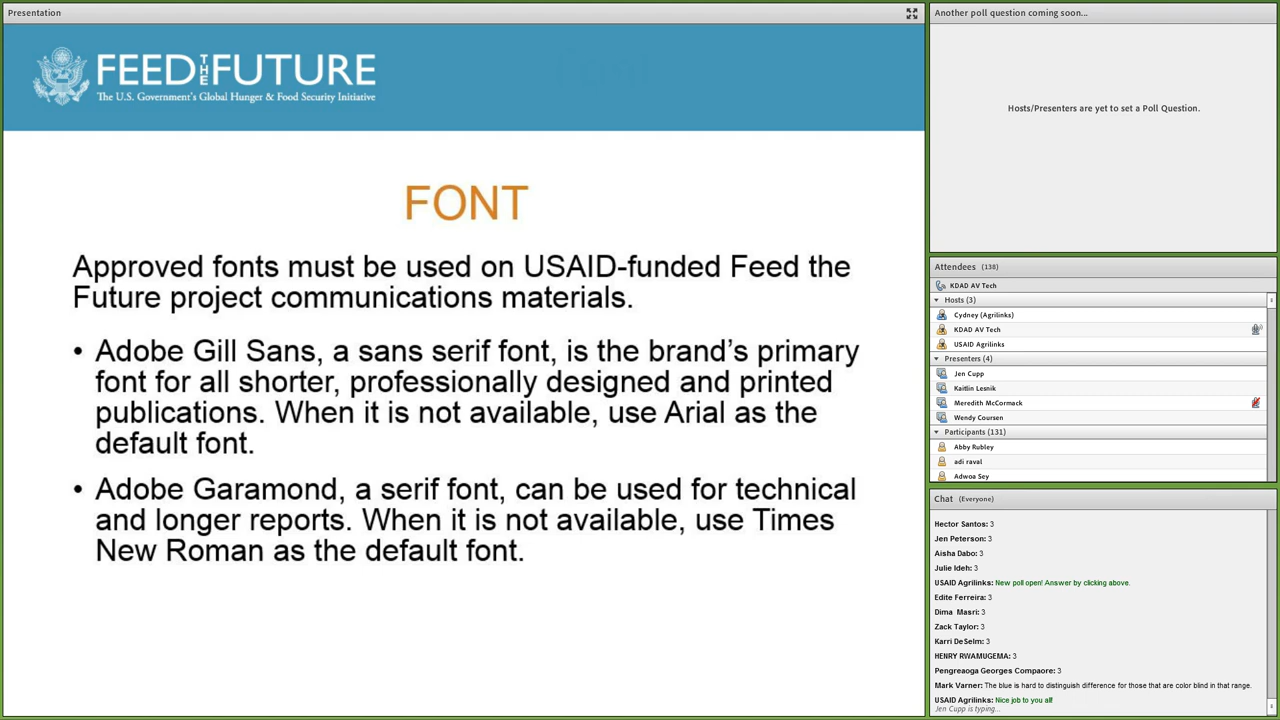 Presentation
FEED THE FUTURE
The U.S. Government's Global Hunger & Food Security Initiative
FONT
Approved fonts must be used on USAID-funded Feed the
Future project communications materials.
• Adobe Gill Sans, a sans serif font, is the brand's primary
font for all shorter, professionally designed and printed
publications. When it is not available, use Arial as the
default font.
• Adobe Garamond, a serif font, can be used for technical
and longer reports. When it is not available, use Times
New Roman as the default font.
Another poll question coming soon...
Hosts/Presenters are yet to set a Poll Question.
Attendees (138)
KDAD AV Tech
Hosts (3)
Cydney (Agrilinks)
KDAD AV Tech
USAID Agrilinks
Presenters (4)
Jen Cupp
Kaitlin Lesnik
Meredith McCormack
Wendy Coursen
Participants (131)
Abby Rubley
adi raval
Adwoa Sey
Chat (Everyone)
Hector Santos: 3
Jen Peterson: 3
Aisha Dabo: 3
Julie Ideh: 3
USAID Agrilinks: New poll open! Answer by clicking above.
Edite Ferreira: 3
Dima Masri: 3
Zack Taylor: 3
Karri DeSelm: 3
HENRY RWAMUGEMA: 3
Pengreaoga Georges Compaore: 3
Mark Varner: The blue is hard to distinguish difference for those that are color blind in that range.
USAID Agrilinks: Nice job to you all!
Jen Cupp is typing...